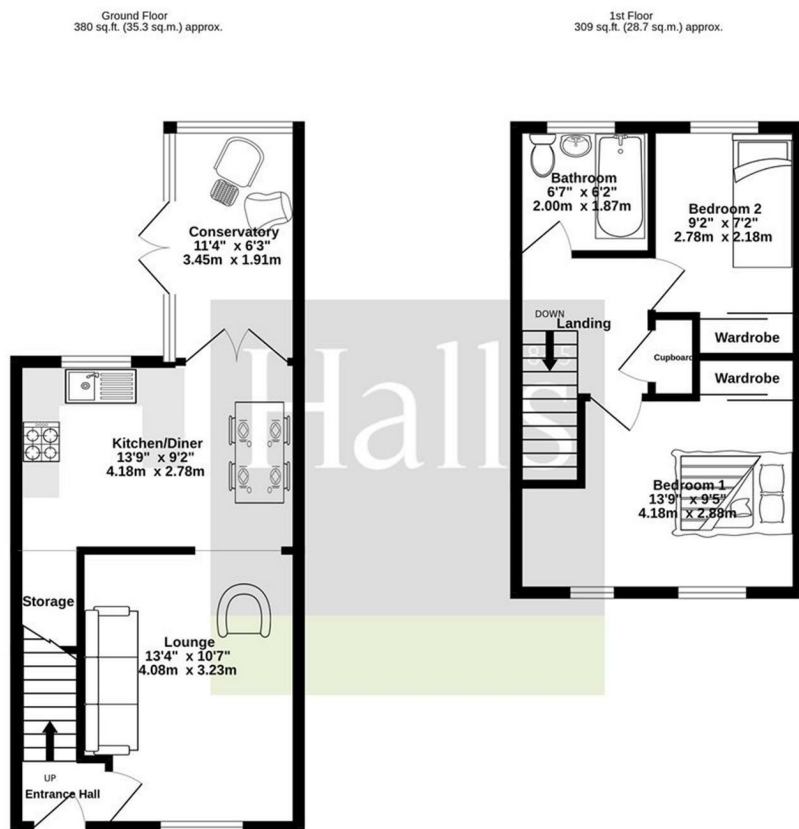 Ground Floor
380 sq.ft. (35.3 sq.m.) approx.
1st Floor
309 sq.ft. (28.7 sq.m.) approx.
Conservatory
11'4" x 6'3"
3.45m x 1.91m
Kitchen/Diner
13'9" x 9'2"
4.18m x 2.78m
Storage
Lounge
13'4" x 10'7"
4.08m x 3.23m
UP
Entrance Hall
Bathroom
6'7" x 6'2"
2.00m x 1.87m
Bedroom 2
9'2" x 7'2"
2.78m x 2.18m
DOWN
Landing
Wardrobe
Cupboard
Wardrobe
Bedroom 1
13'9" x 9'5"
4.18m x 2.88m
Halls